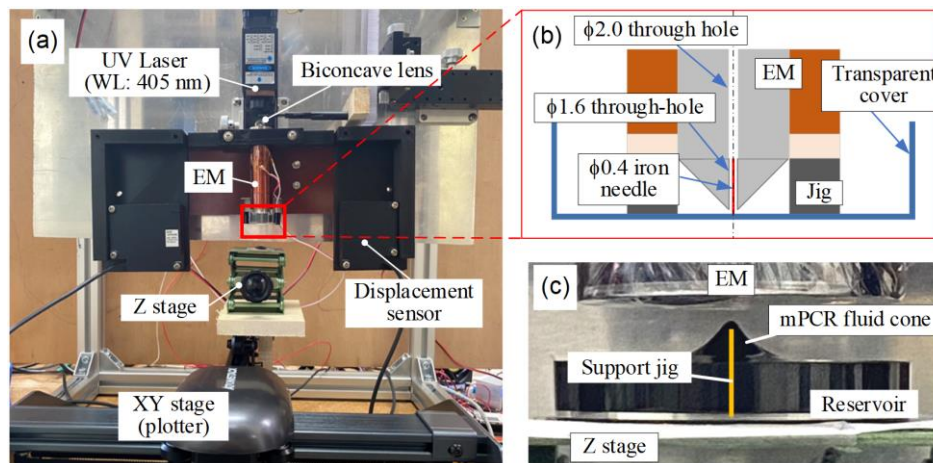 (a)
UV Laser
(WL: 405 nm)
Biconcave lens
EM
Z stage
Displacement
sensor
XY stage
(plotter)
(b)
ϕ2.0 through hole
EM
Transparent
cover
ϕ1.6 through-hole
ϕ0.4 iron
needle
Jig
(c)
EM
mPCR fluid cone
Support jig
Reservoir
Z stage